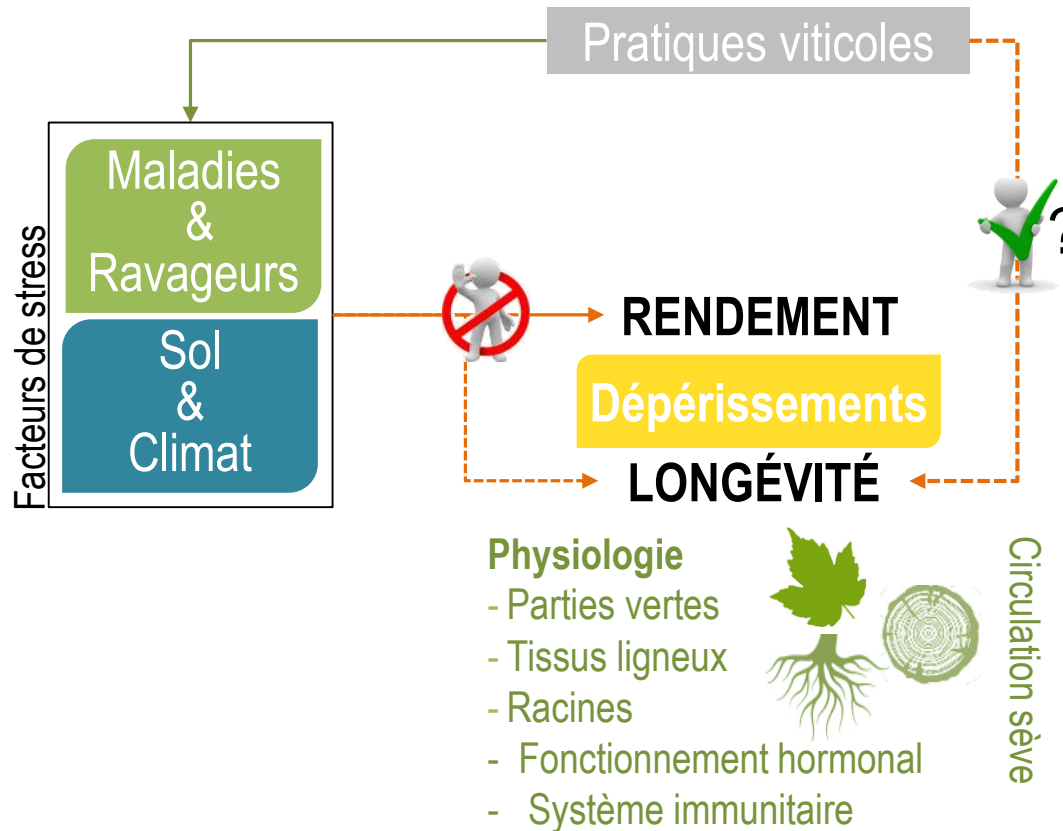 Pratiques viticoles
Facteurs de stress
Maladies
&
Ravageurs
Sol
&
Climat
?
RENDEMENT
Dépérissements
LONGÉVITÉ
Physiologie
- Parties vertes
- Tissus ligneux
- Racines
- Fonctionnement hormonal
- Système immunitaire
Circulation sève